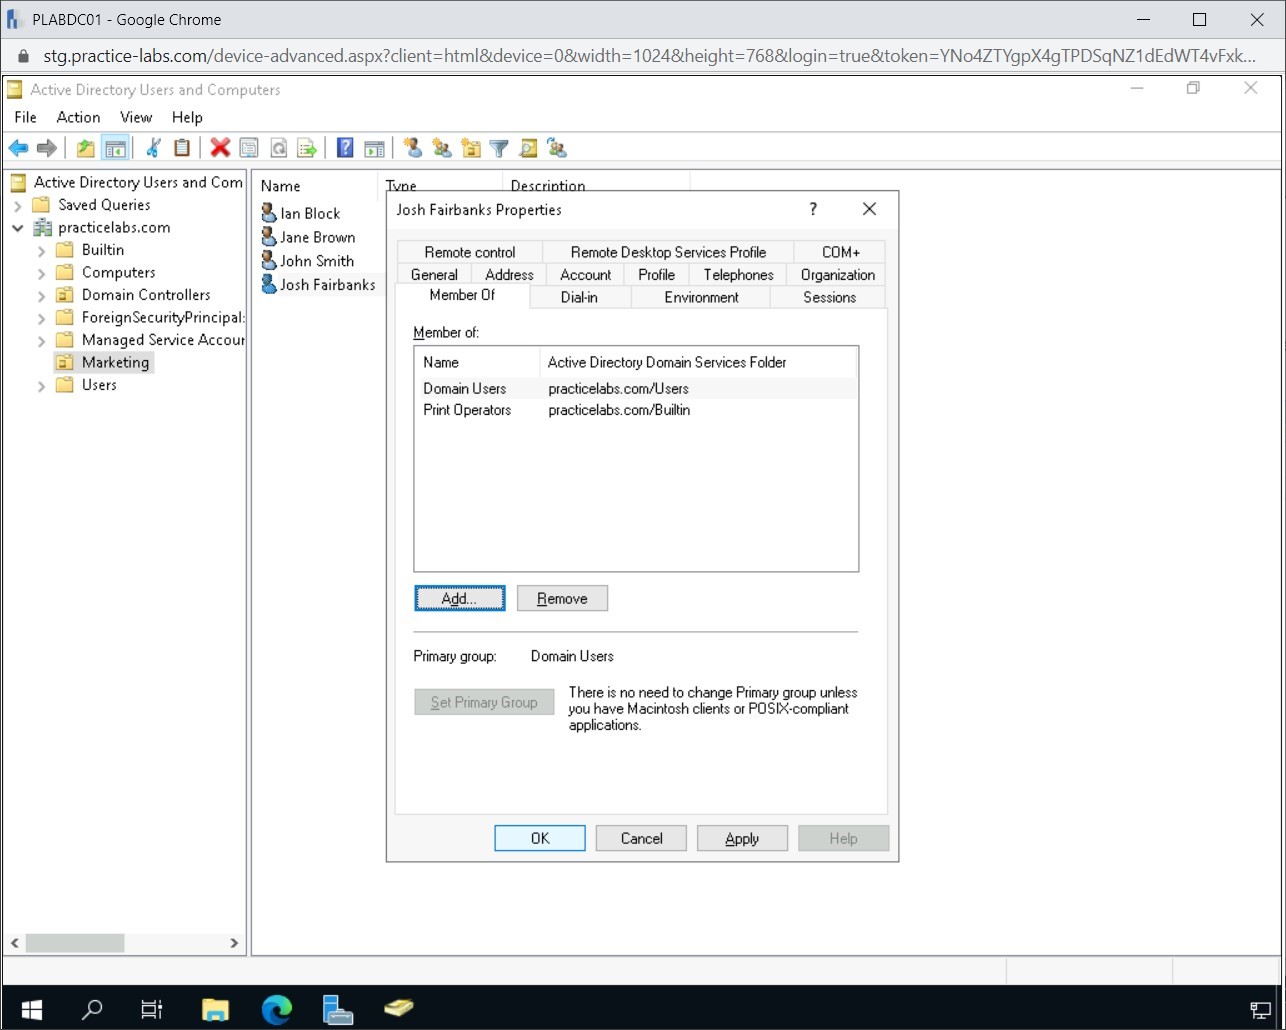 PLABDC01 - Google Chrome
stg.practice-labs.com/device-advanced.aspx?client=html&device=0&width=1024&height=768&login=true&token=YNo4ZTYgpX4gTPDSqNZ1dEdWT4vFxk...
Active Directory Users and Computers
File Action View Help
Active Directory Users and Com
Saved Queries
practicelabs.com
Builtin
Computers
Domain Controllers
ForeignSecurityPrincipal:
Managed Service Accour
Marketing
Users
Name Type Description
Ian Block
Jane Brown
John Smith
Josh Fairbanks
Josh Fairbanks Properties
?
Remote control Remote Desktop Services Profile COM+
General Address Account Profile Telephones Organization
Member Of Dial-in Environment Sessions
Member of:
Name Active Directory Domain Services Folder
Domain Users practicelabs.com/Users
Print Operators practicelabs.com/Builtin
Add... Remove
Primary group: Domain Users
Set Primary Group
There is no need to change Primary group unless
you have Macintosh clients or POSIX-compliant
applications.
OK Cancel Apply Help